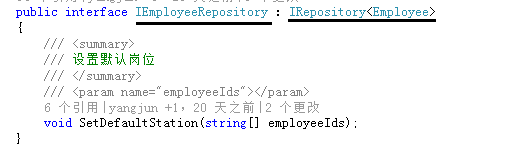 public interface IEmployeeRepository : IRepository<Employee>
{
/// <summary>
/// 设置默认岗位
/// </summary>
/// <param name="employeeIds"></param>
6 个引用|yangjun +1, 20 天之前|2 个更改
void SetDefaultStation(string[] employeeIds);
}